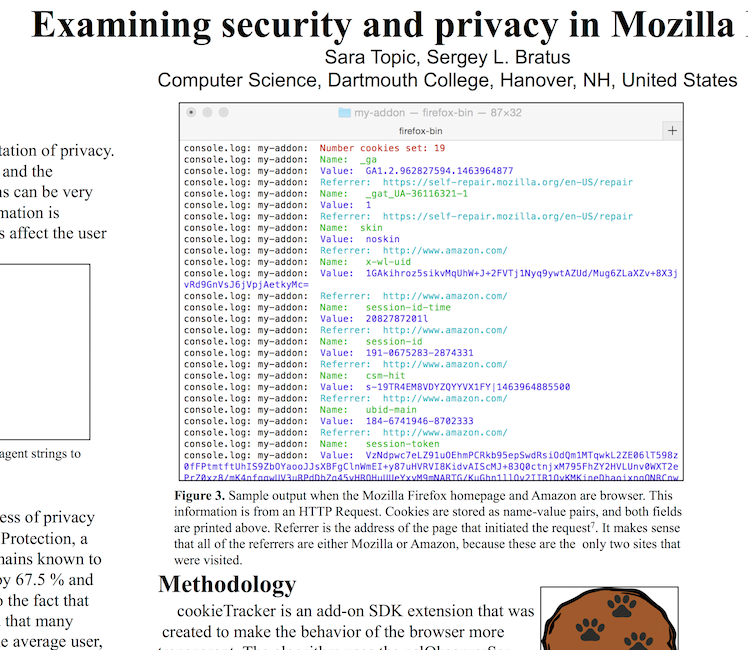 Examining security and privacy in Mozilla
Sara Topic, Sergey L. Bratus
Computer Science, Dartmouth College, Hanover, NH, United States
tation of privacy.
and the
ns can be very
mation is
s affect the user
agent strings to
ess of privacy
Protection, a
mains known to
by 67.5 % and
o the fact that
that many
e average user,
my-addon — firefox-bin — 87×32
firefox-bin
+
console.log: my-addon: Number cookies set: 19
console.log: my-addon: Name: _ga
console.log: my-addon: Value: GA1.2.962827594.1463964877
console.log: my-addon: Referrer: https://self-repair.mozilla.org/en-US/repair
console.log: my-addon: Name: _gat_UA-36116321-1
console.log: my-addon: Value: 1
console.log: my-addon: Referrer: https://self-repair.mozilla.org/en-US/repair
console.log: my-addon: Name: skin
console.log: my-addon: Value: noskin
console.log: my-addon: Referrer: http://www.amazon.com/
console.log: my-addon: Name: x-wl-uid
console.log: my-addon: Value: 1GAkihroz5sikvMqUhW+J+2FVTj1Nyq9ywtAZUd/Mug6ZLaXZv+8X3j
vRd9GnVsJ6jVpjAetkyMc=
console.log: my-addon: Referrer: http://www.amazon.com/
console.log: my-addon: Name: session-id-time
console.log: my-addon: Value: 2082787201l
console.log: my-addon: Referrer: http://www.amazon.com/
console.log: my-addon: Name: session-id
console.log: my-addon: Value: 191-0675283-2874331
console.log: my-addon: Referrer: http://www.amazon.com/
console.log: my-addon: Name: csm-hit
console.log: my-addon: Value: s-19TR4EM8VDYZQYYVX1FY|1463964885500
console.log: my-addon: Referrer: http://www.amazon.com/
console.log: my-addon: Name: ubid-main
console.log: my-addon: Value: 184-6741946-8702333
console.log: my-addon: Referrer: http://www.amazon.com/
console.log: my-addon: Name: session-token
console.log: my-addon: Value: VzNdpwc7eLZ91uOEhmPCRkb95epSwdRsiOdQm1MTqwkL2ZE06lT598z
0fFPtmtftUhIS9ZbOYaooJJsXBFgClnWmEI+y87uHVRVI8KidvAIScMJ+83Q0ctnjxM795FhZY2HVLUnv0WXT2e
Figure 3. Sample output when the Mozilla Firefox homepage and Amazon are browser. This
information is from an HTTP Request. Cookies are stored as name-value pairs, and both fields
are printed above. Referrer is the address of the page that initiated the request⁷. It makes sense
that all of the referrers are either Mozilla or Amazon, because these are the only two sites that
were visited.
Methodology
cookieTracker is an add-on SDK extension that was
created to make the behavior of the browser more